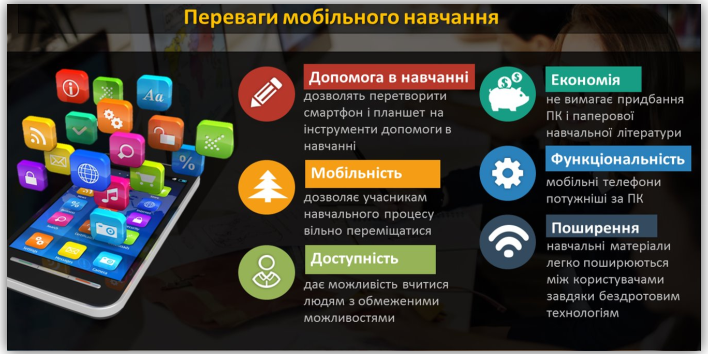 Переваги мобільного навчання
Допомога в навчанні
дозволять перетворити
смартфон і планшет на
інструменти допомоги в
навчанні
Мобільність
дозволяє учасникам
навчального процесу
вільно переміщатися
Доступність
дає можливість вчитися
людям з обмеженими
можливостями
Економія
не вимагає придбання
ПК і паперової
навчальної літератури
Функціональність
мобільні телефони
потужніші за ПК
Поширення
навчальні матеріали
легко поширюються
між користувачами
завдяки бездротовим
технологіям
Aa
%